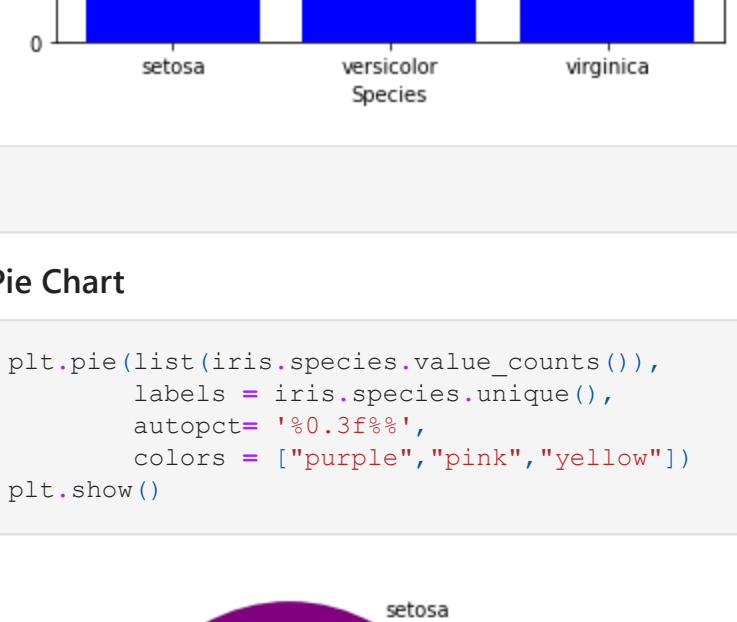 0
setosa versicolor virginica
Species
Pie Chart
plt.pie(list(iris.species.value_counts()),
labels = iris.species.unique(),
autopct= '%0.3f%%',
colors = ["purple","pink","yellow"])
plt.show()
setosa